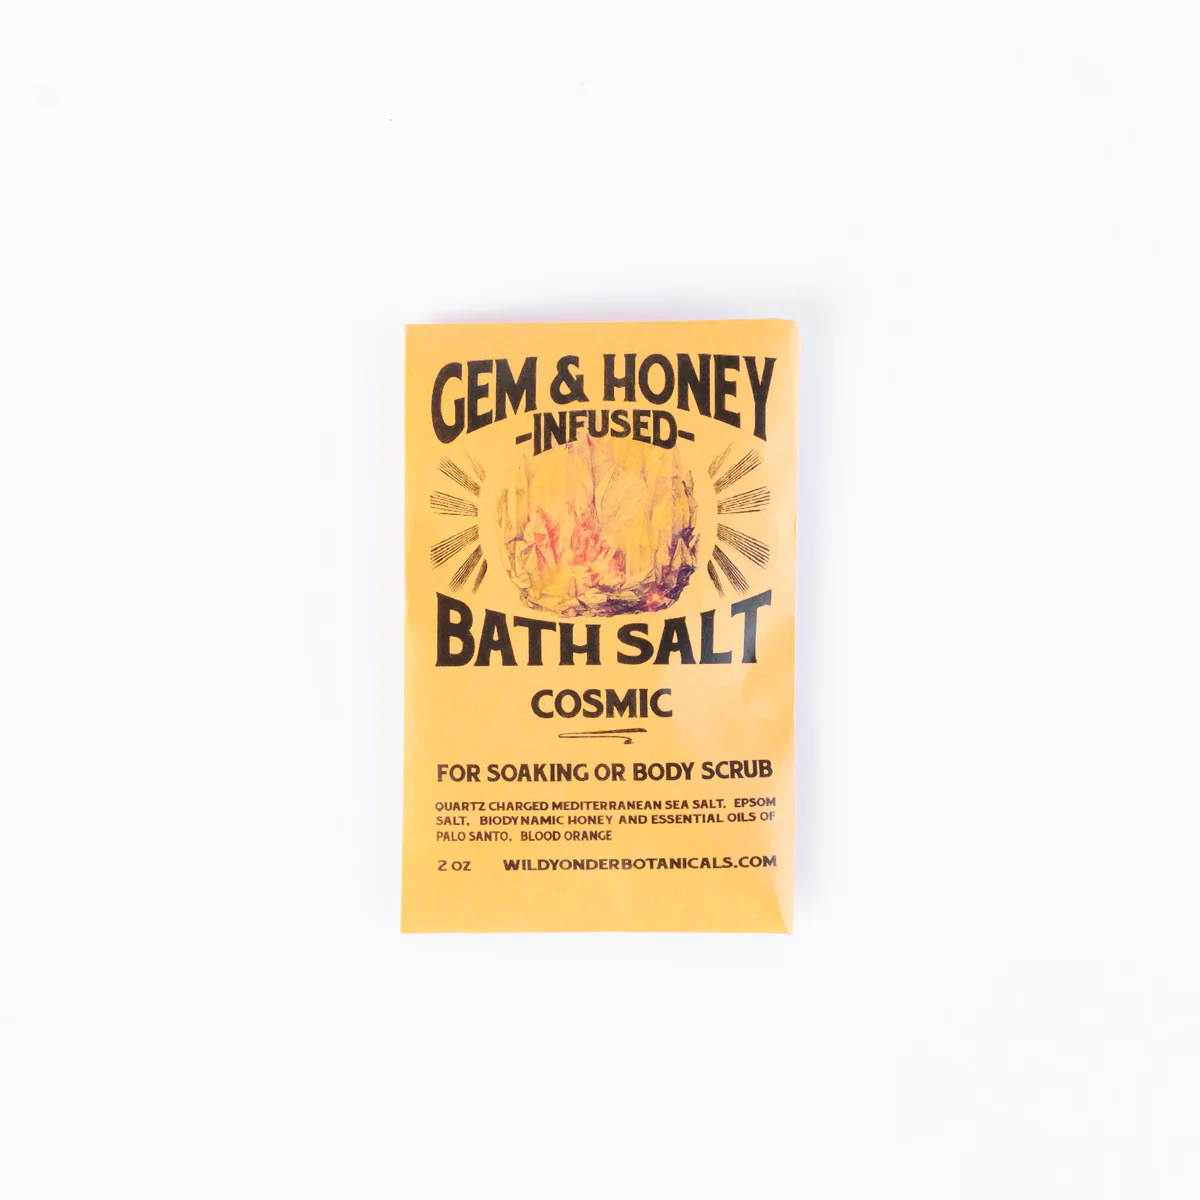 GEM & HONEY
-INFUSED-
BATH SALT
COSMIC
FOR SOAKING OR BODY SCRUB
QUARTZ CHARGED MEDITERRANEAN SEA SALT, EPSOM
SALT, BIODYNAMIC HONEY AND ESSENTIAL OILS OF
PALO SANTO, BLOOD ORANGE
2 OZ WILDYONDERBOTANICALS.COM